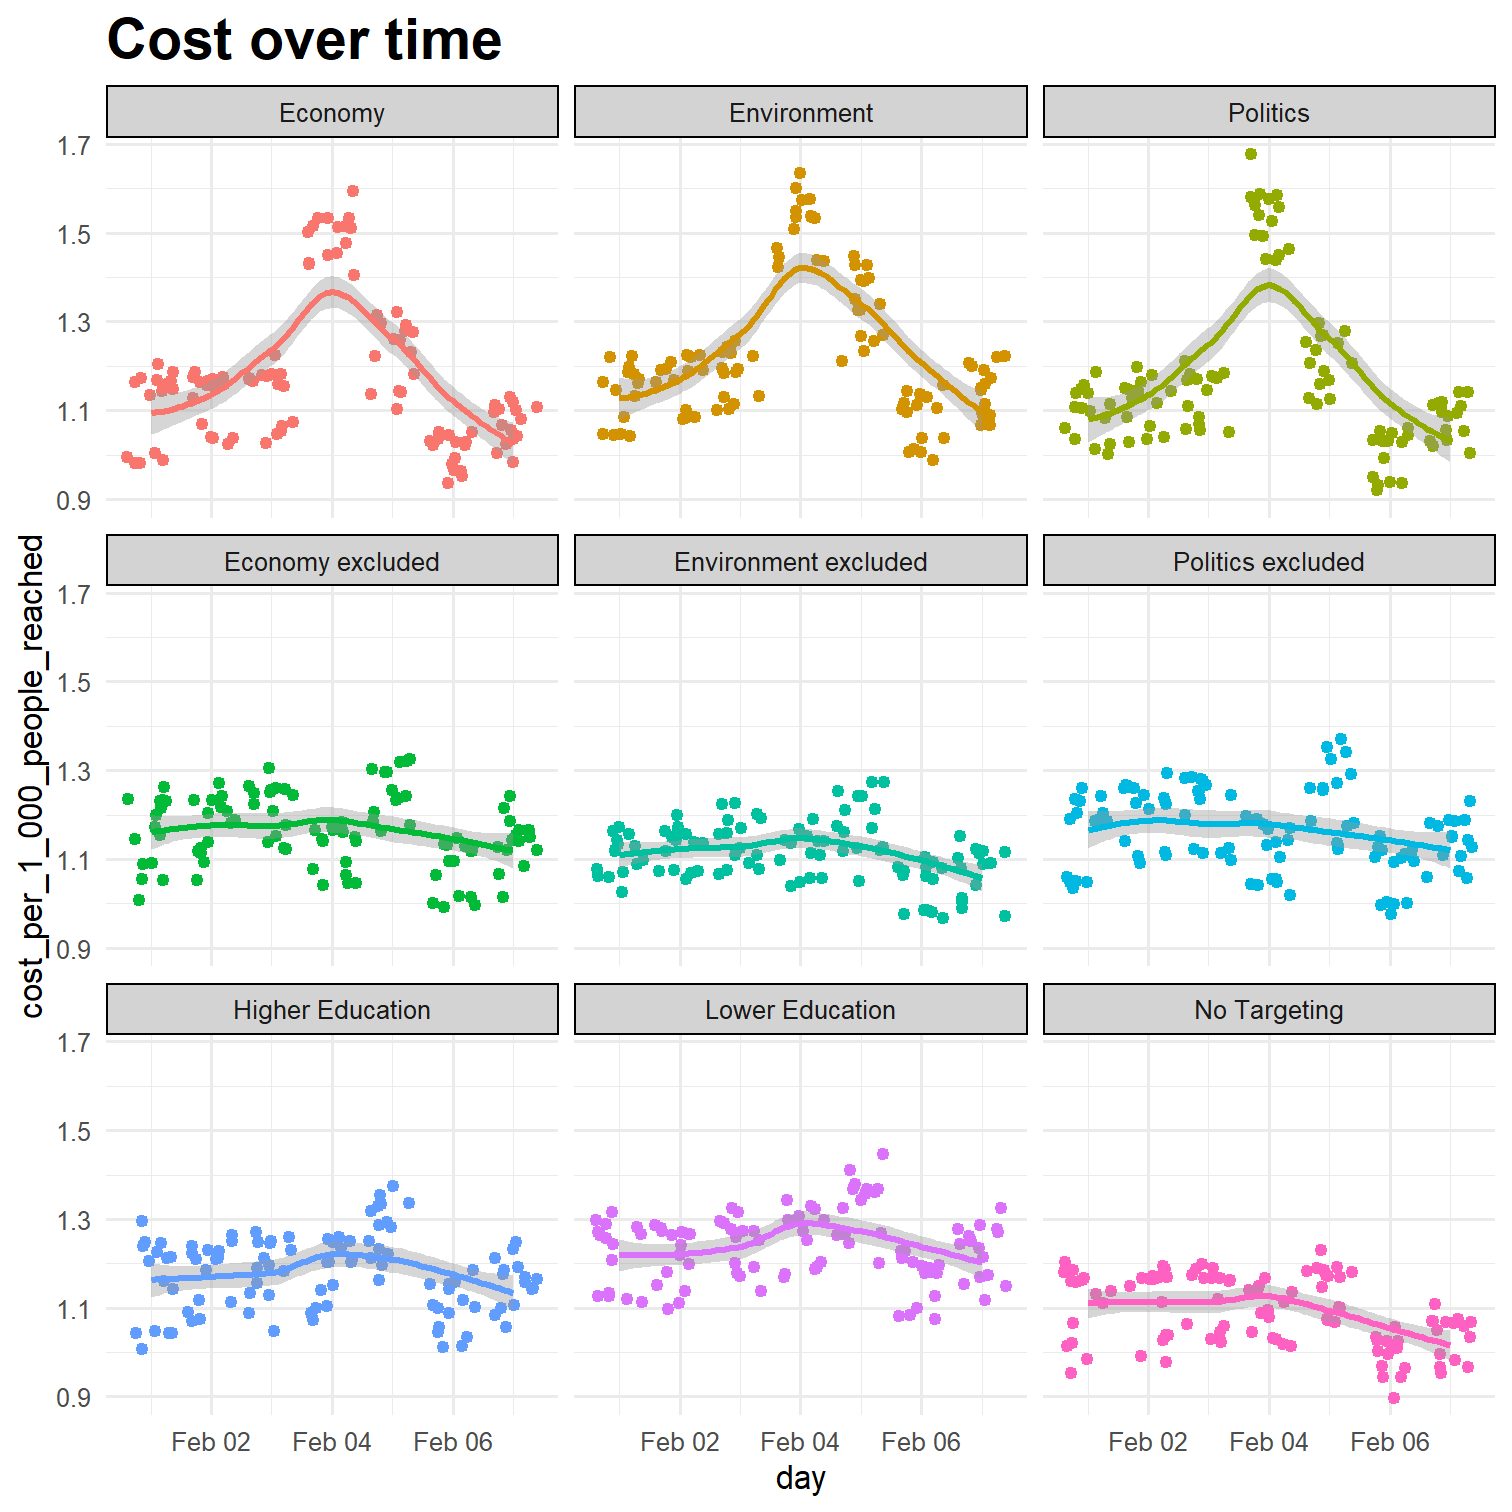 Cost over time
Economy
Environment
Politics
1.7
1.5
1.3
1.1
0.9
Economy excluded
Environment excluded
Politics excluded
1.7
1.5
1.3
1.1
0.9
cost_per_1_000_people_reached
Higher Education
Lower Education
No Targeting
1.7
1.5
1.3
1.1
0.9
Feb 02 Feb 04 Feb 06
Feb 02 Feb 04 Feb 06
Feb 02 Feb 04 Feb 06
day